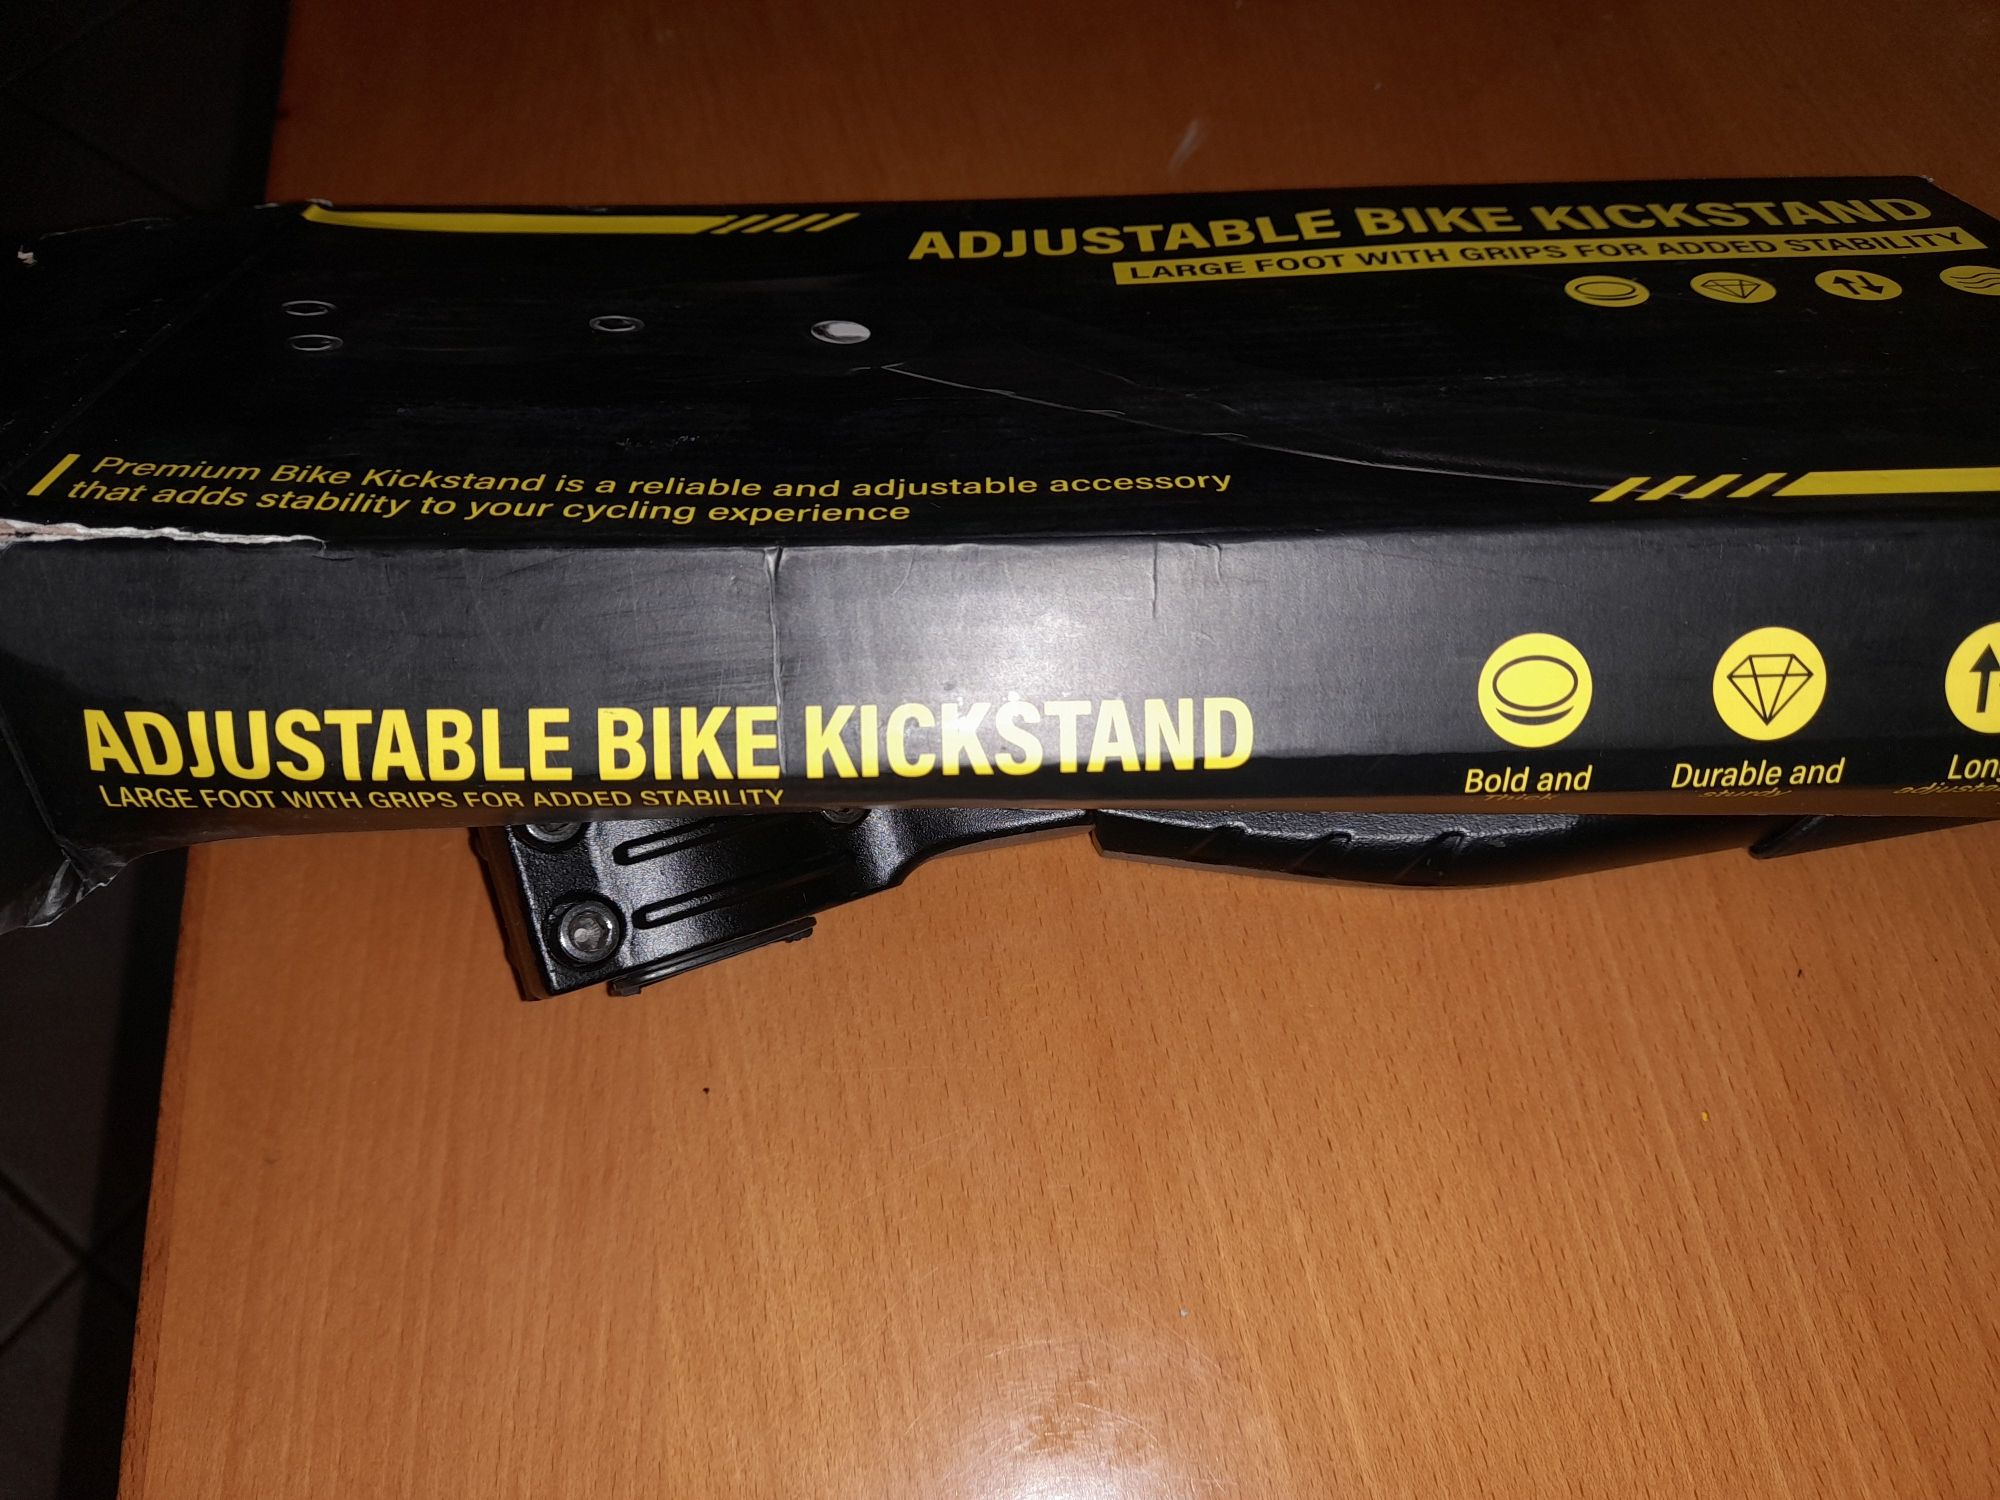 ADJUSTABLE BIKE KICKSTAND
LARGE FOOT WITH GRIPS FOR ADDED STABILITY
Premium Bike Kickstand is a reliable and adjustable accessory
that adds stability to your cycling experience
ADJUSTABLE BIKE KICKSTAND
LARGE FOOT WITH GRIPS FOR ADDED STABILITY
Bold and
Thick
Durable and
sturdy